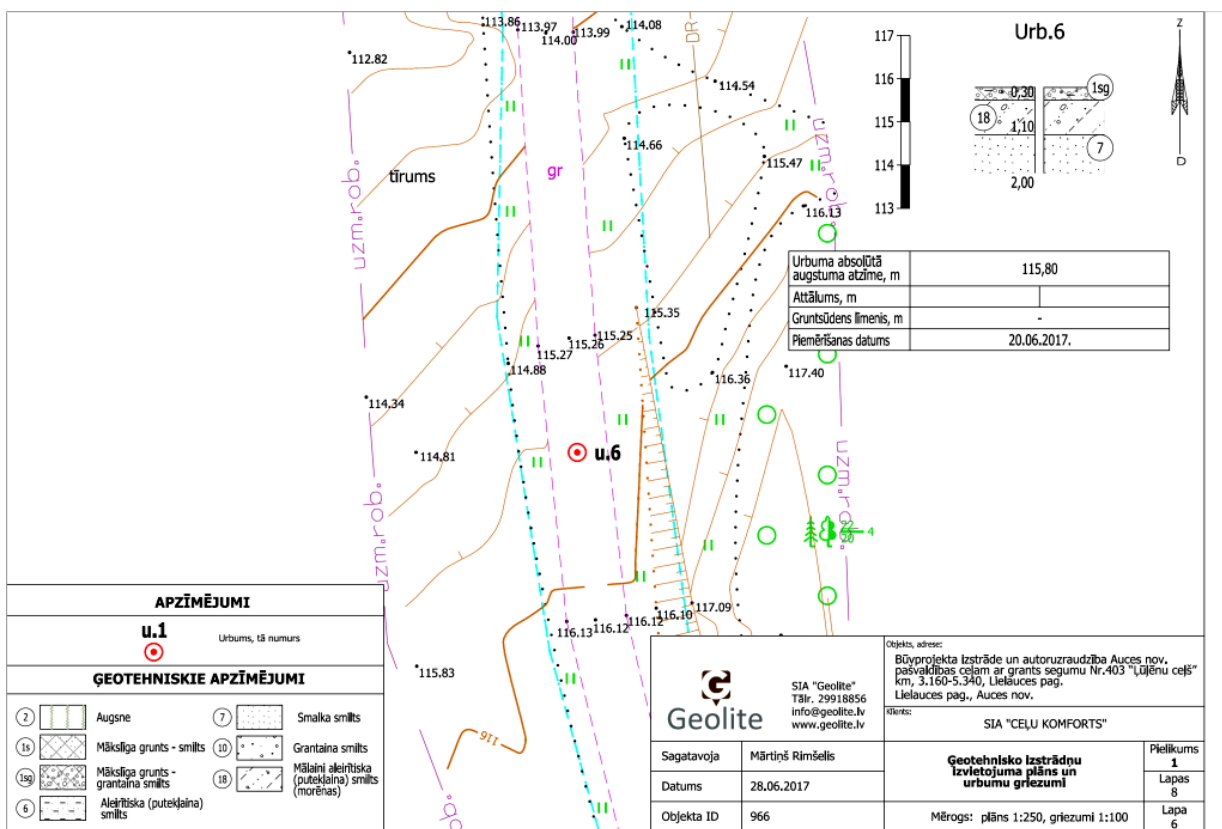 113.86
113.97
114.00
113.99
114.08
112.82
114.54
DR
114.66
115.47
uzm.rob.
uzm.rob.
tīrums
gr
116.13
115.35
115.25
115.26
115.27
114.88
116.36
117.40
114.34
114.81
u.6
uzm.rob.
uzm.rob.
22
20
4
117.09
116.10
116.12
116.12
116.13
115.83
116
Urb.6
117
116
115
114
113
0,30
1sg
18
1,10
7
2,00
Z
D
Urbuma absolūtā augstuma atzīme, m
115,80
Attālums, m
Gruntsūdens līmenis, m
-
Piemērīšanas datums
20.06.2017.
APZĪMĒJUMI
u.1
Urbums, tā numurs
ĢEOTEHNISKIE APZĪMĒJUMI
2 Augsne
7 Smalka smilts
1s Mākslīga grunts - smilts
10 Grantaina smilts
1sg Mākslīga grunts - grantaina smilts
18 Mālaini aleirītiska (putekļaina) smilts (morēnas)
6 Aleirītiska (putekļaina) smilts
Geolite
SIA "Geolite"
Tālr. 29918856
info@geolite.lv
www.geolite.lv
Objekts, adrese:
Būvprojekta izstrāde un autoruzraudzība Auces nov.
pašvaldības ceļam ar grants segumu Nr.403 "Ļūļēnu ceļš"
km, 3.160-5.340, Lielauces pag.
Lielauces pag., Auces nov.
Klients:
SIA "CEĻU KOMFORTS"
Sagatavoja
Mārtiņš Rimšelis
Datums
28.06.2017
Objekta ID
966
Ģeotehnisko izstrādņu
izvietojuma plāns un
urbumu griezumi
Mērogs: plāns 1:250, griezumi 1:100
Pielikums
1
Lapas
8
Lapa
6